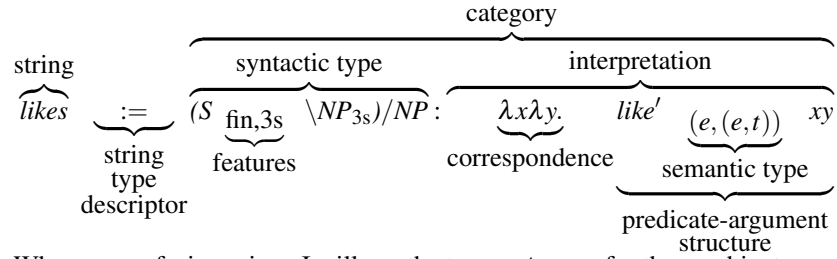 category
string
syntactic type
interpretation
likes := (S fin,3s \NP3s)/NP : λxλy. like′ (e,(e,t)) xy
string
type
descriptor
features
correspondence
semantic type
predicate-argument
structure